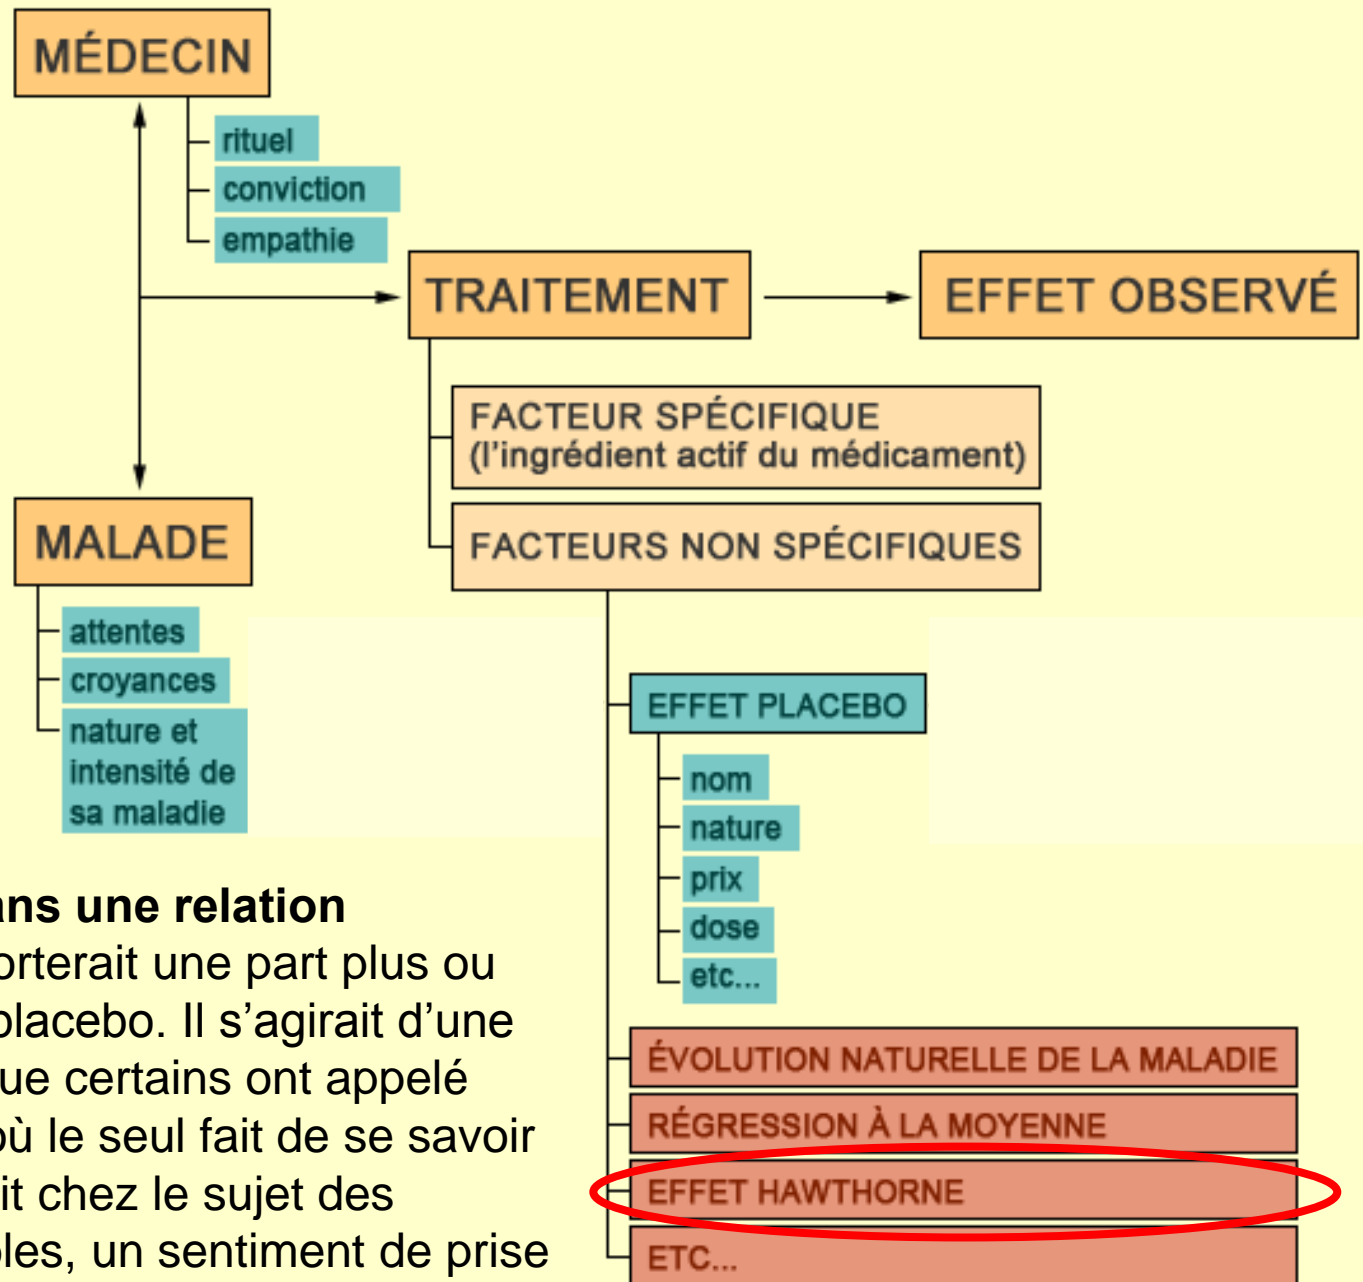 MÉDECIN
rituel
conviction
empathie
TRAITEMENT
EFFET OBSERVÉ
FACTEUR SPÉCIFIQUE
(l'ingrédient actif du médicament)
FACTEURS NON SPÉCIFIQUES
MALADE
attentes
croyances
nature et
intensité de
sa maladie
EFFET PLACEBO
nom
nature
prix
dose
etc...
ÉVOLUTION NATURELLE DE LA MALADIE
RÉGRESSION À LA MOYENNE
EFFET HAWTHORNE
ETC...
ans une relation
orterait une part plus ou
placebo. Il s’agirait d’une
ue certains ont appelé
où le seul fait de se savoir
it chez le sujet des
bles, un sentiment de prise